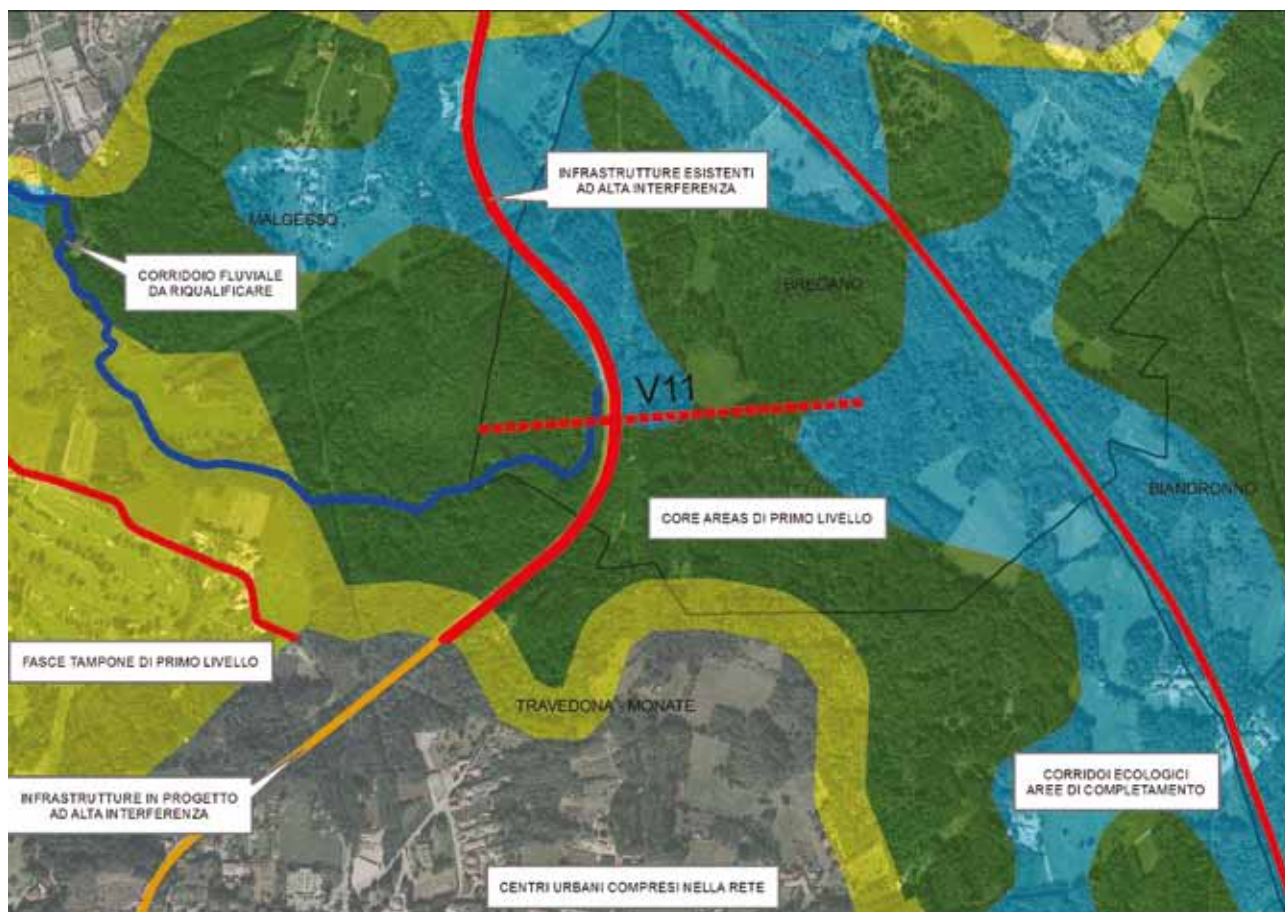 INFRASTRUTTURE ESISTENTI
AD ALTA INTERFERENZA
MALGESSO
CORRIDOIO FLUVIALE
DA RIQUALIFICARE
BREGANO
V11
BIANDRONNO
CORE AREAS DI PRIMO LIVELLO
FASCE TAMPONE DI PRIMO LIVELLO
TRAVEDONA - MONATE
INFRASTRUTTURE IN PROGETTO
AD ALTA INTERFERENZA
CORRIDOI ECOLOGICI
AREE DI COMPLETAMENTO
CENTRI URBANI COMPRESI NELLA RETE